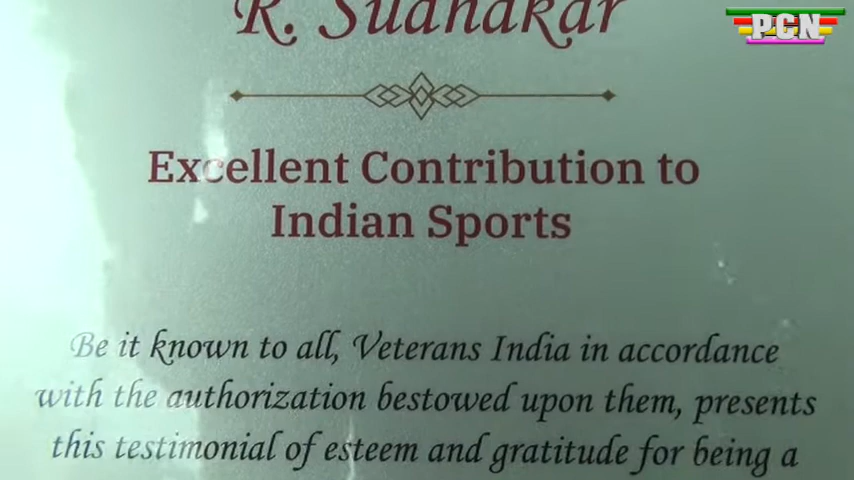 R. Sudhakar
PCN
Excellent Contribution to
Indian Sports
Be it known to all, Veterans India in accordance
with the authorization bestowed upon them, presents
this testimonial of esteem and gratitude for being a